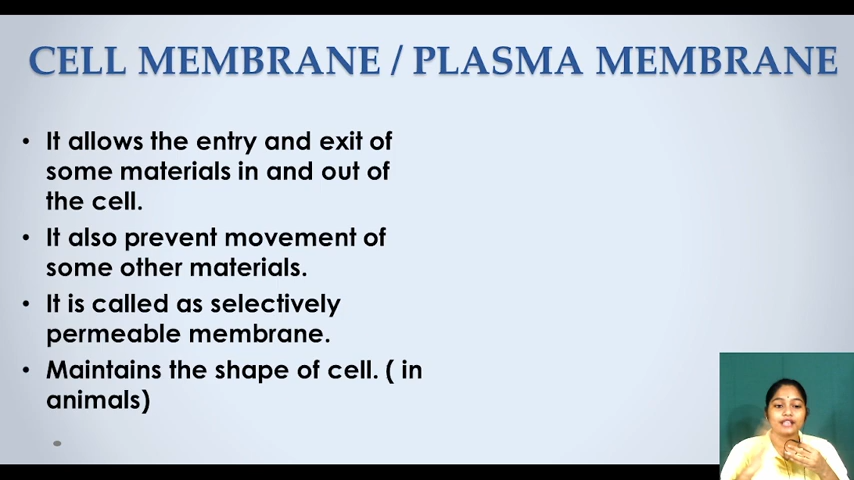 CELL MEMBRANE / PLASMA MEMBRANE
• It allows the entry and exit of
some materials in and out of
the cell.
• It also prevent movement of
some other materials.
• It is called as selectively
permeable membrane.
• Maintains the shape of cell. ( in
animals)